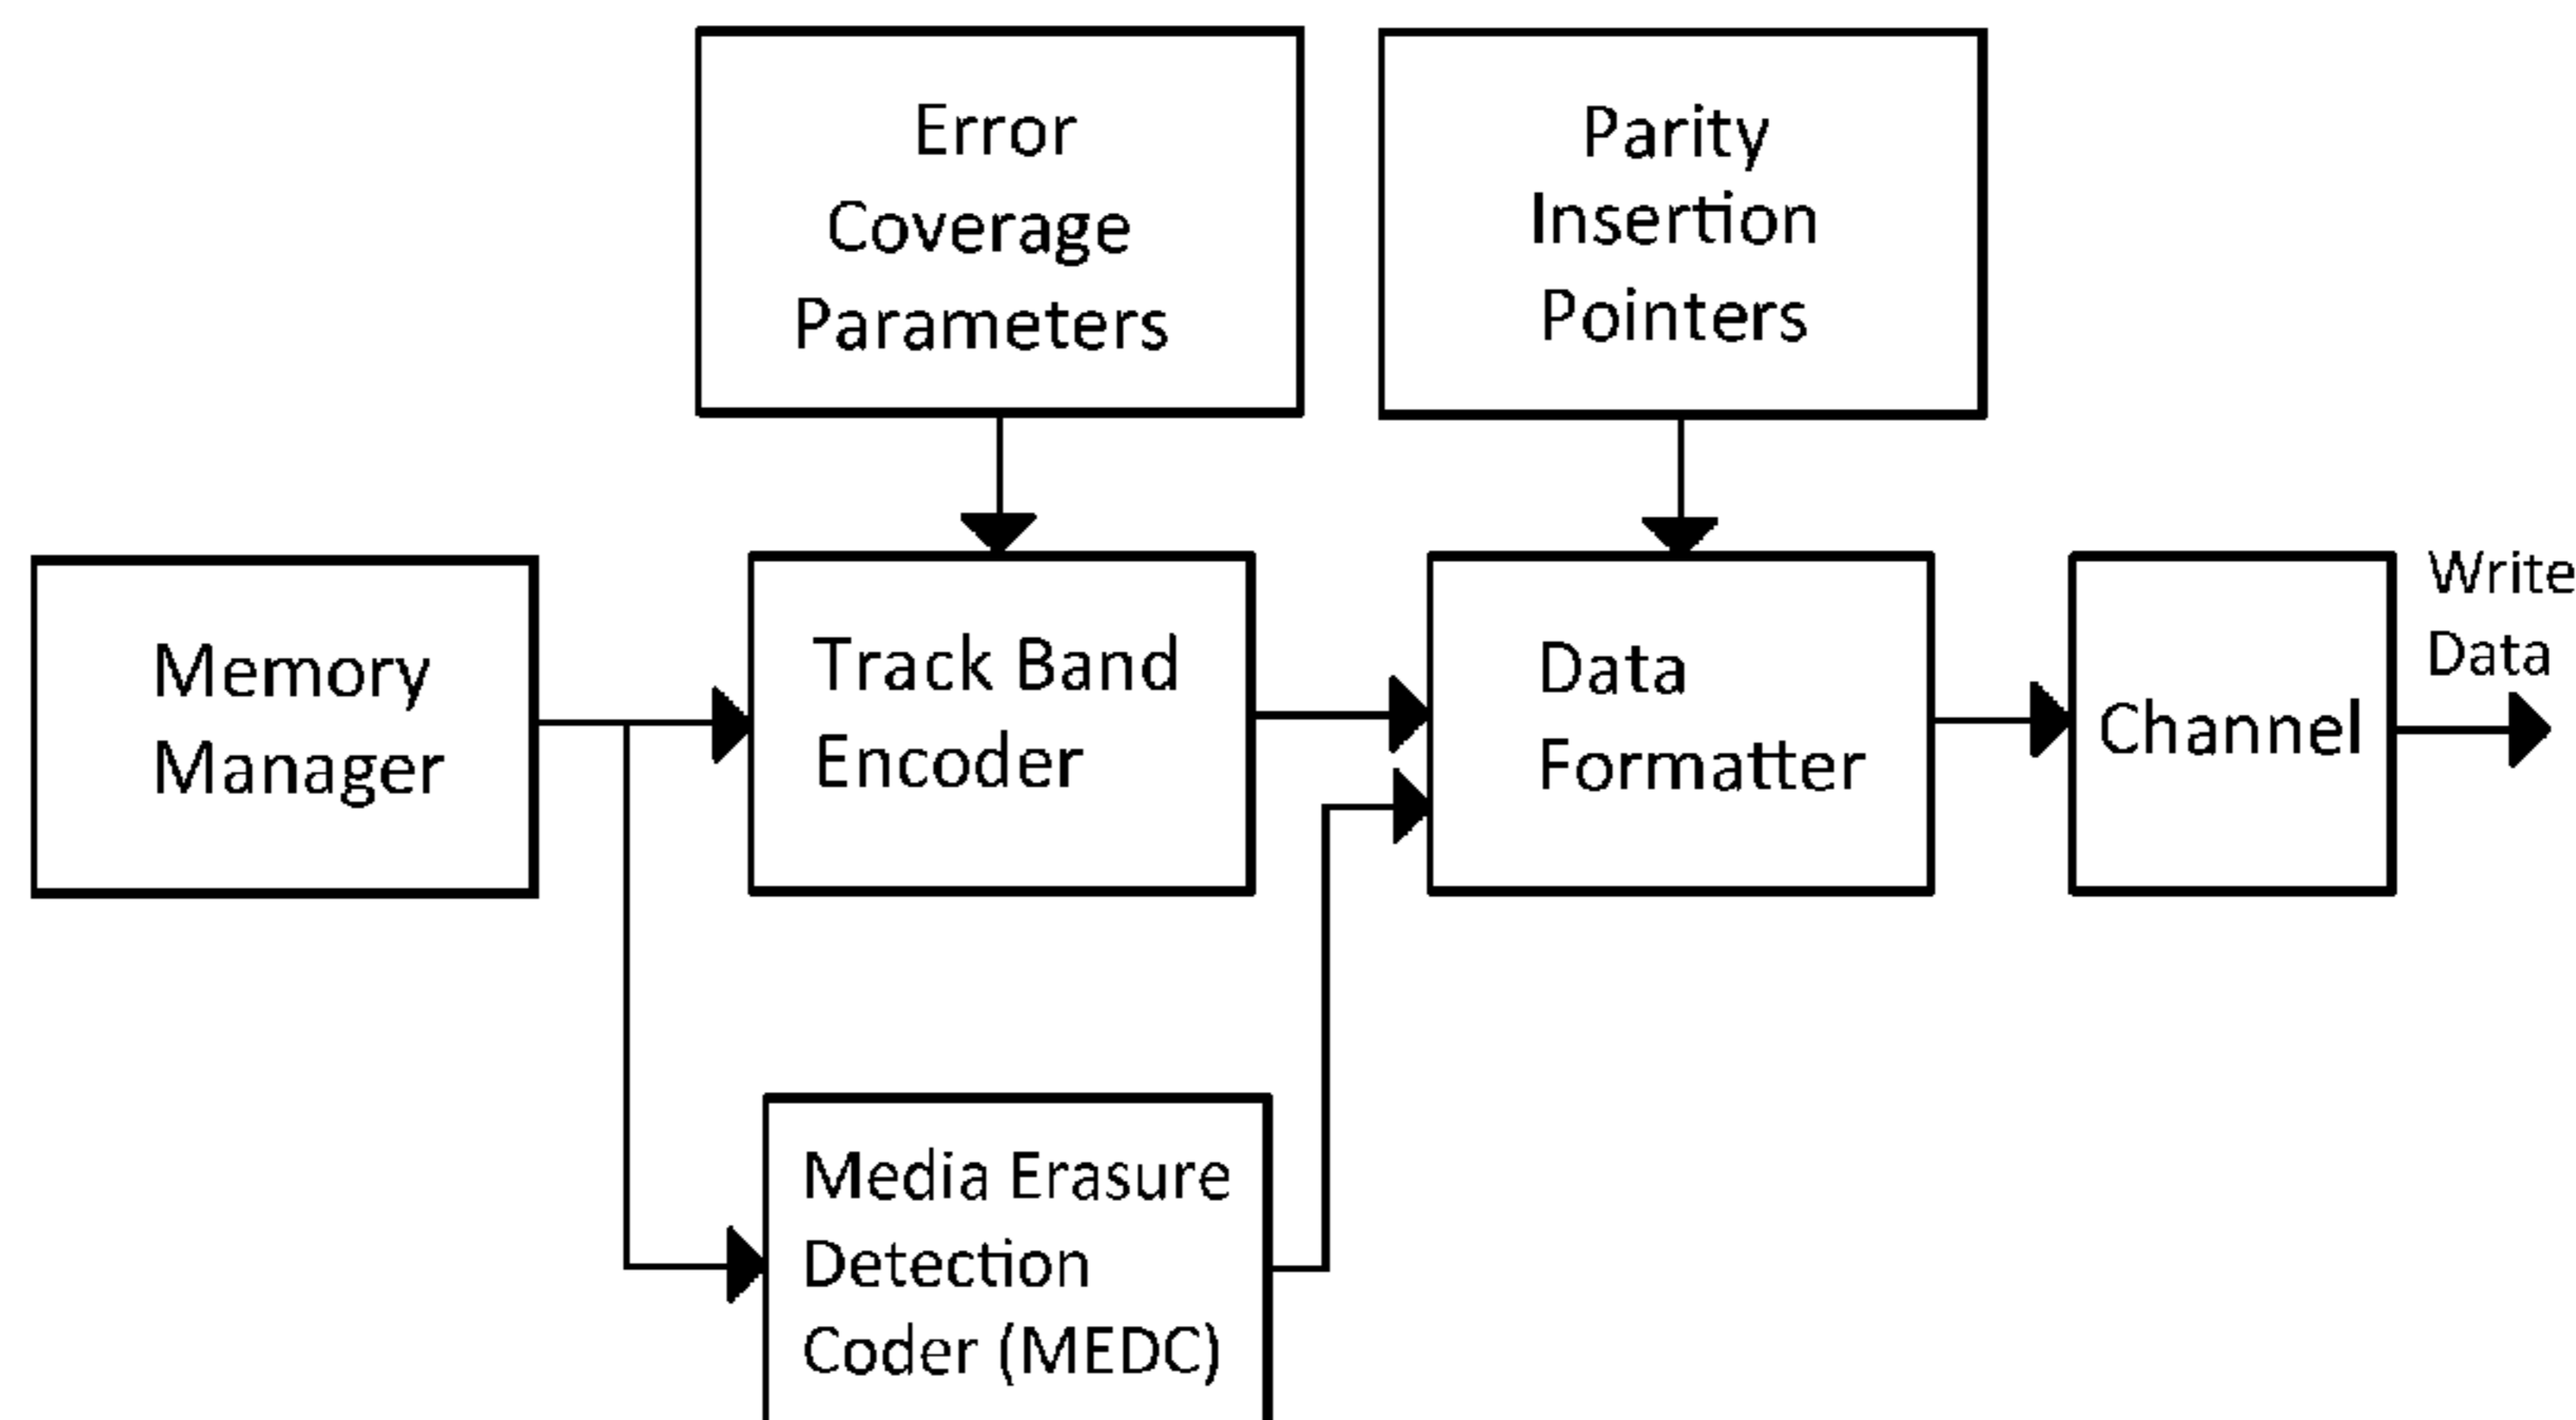 Error
Coverage
Parameters
Parity
Insertion
Pointers
Memory
Manager
Track Band
Encoder
Data
Formatter
Channel
Write
Data
Media Erasure
Detection
Coder (MEDC)